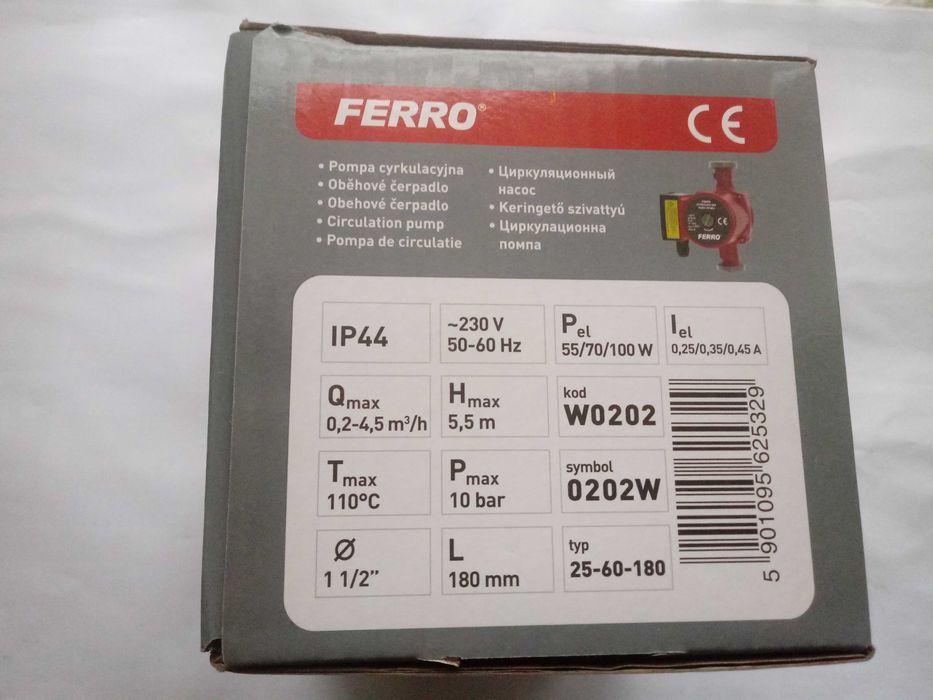 FERRO®
CE
• Pompa cyrkulacyjna
• Oběhové čerpadlo
• Obehové čerpadlo
• Circulation pump
• Pompa de circulatie
• Циркуляционный
насос
• Keringető szivattyú
• Циркулационна
помпа
CE
FERRO
IP44
~230 V
50-60 Hz
Pel
55/70/100 W
Iel
0,25/0,35/0,45 A
Qmax
0,2-4,5 m³/h
Hmax
5,5 m
kod
W0202
Tmax
110°C
Pmax
10 bar
symbol
0202W
Ø
1 1/2”
L
180 mm
typ
25-60-180
5 901095 625329